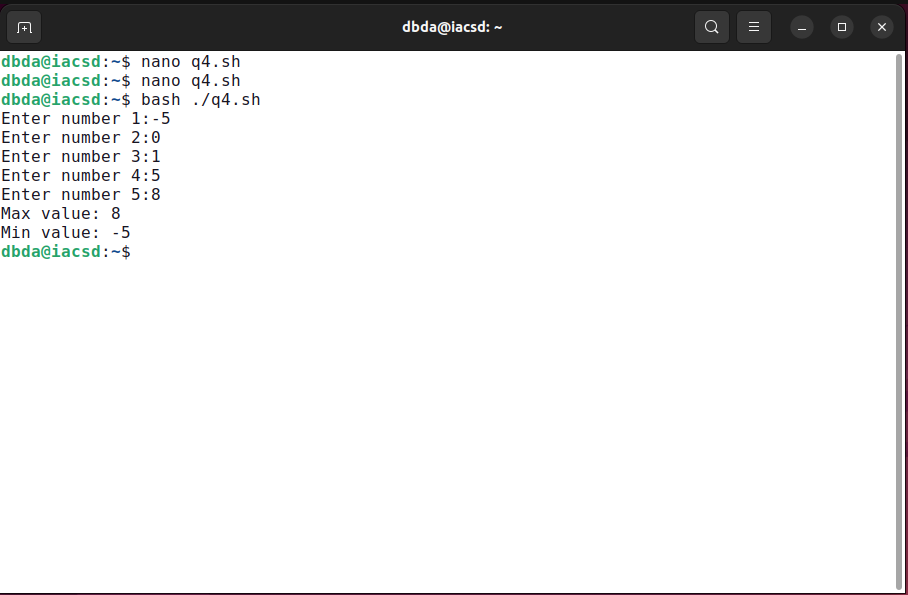 dbda@iacsd: ~
dbda@iacsd:~$ nano q4.sh
dbda@iacsd:~$ nano q4.sh
dbda@iacsd:~$ bash ./q4.sh
Enter number 1:-5
Enter number 2:0
Enter number 3:1
Enter number 4:5
Enter number 5:8
Max value: 8
Min value: -5
dbda@iacsd:~$